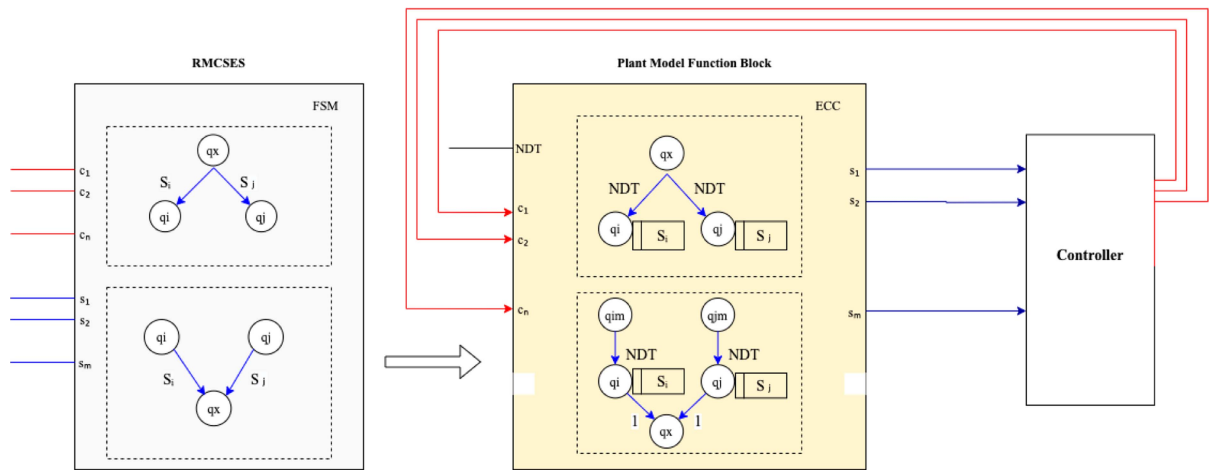 RMCSES
FSM
qx
Si
S j
qi
qj
c1
c2
cn
s1
s2
sm
qi
qj
Si
S j
qx
Plant Model Function Block
ECC
NDT
qx
NDT
NDT
qi
Si
qj
S j
c1
c2
cn
qim
qjm
NDT
NDT
qi
Si
qj
S j
1
1
qx
s1
s2
sm
Controller